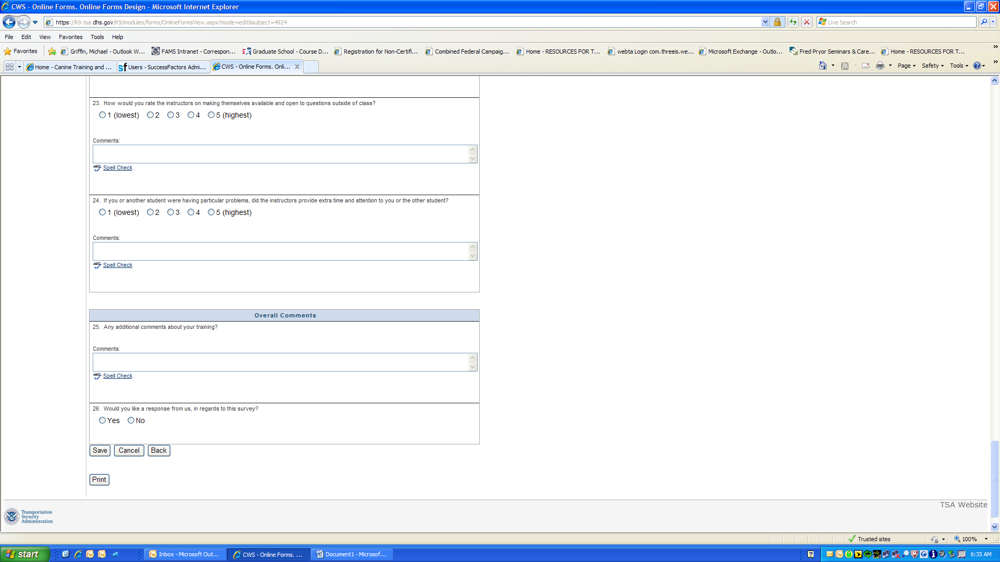 CWS - Online Forms. Online Forms Design - Microsoft Internet Explorer
https://k9.tsa.dhs.gov/K9/modules/forms/OnlineFormsView.aspx?mode=edit&subject=4924
Live Search
File Edit View Favorites Tools Help
Favorites Griffin, Michael - Outlook W... FAMS Intranet - Correspon... Graduate School - Course D... Registration for Non-Certifi... Combined Federal Campaig... Home - RESOURCES FOR T... webta Login com.threeis.we... Microsoft Exchange - Outlo... Fred Pryor Seminars & Care... Home - RESOURCES FOR T...
Home - Canine Training and ... Users - SuccessFactors Admi... CWS - Online Forms. Onli... Page Safety Tools
23. How would you rate the instructors on making themselves available and open to questions outside of class?
1 (lowest) 2 3 4 5 (highest)
Comments:
Spell Check
24. If you or another student were having particular problems, did the instructors provide extra time and attention to you or the other student?
1 (lowest) 2 3 4 5 (highest)
Comments:
Spell Check
Overall Comments
25. Any additional comments about your training?
Comments:
Spell Check
26. Would you like a response from us, in regards to this survey?
Yes No
Save Cancel Back
Print
TSA Website
Transportation
Security
Administration
Trusted sites 100%
start Inbox - Microsoft Out... CWS - Online Forms. ... Document1 - Microsof... 6:35 AM